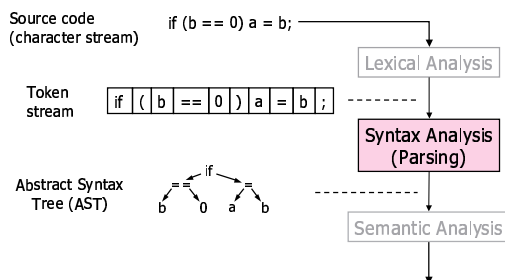 Source code
(character stream)
if (b == 0) a = b;
Lexical Analysis
Token
stream
if ( b == 0 ) a = b ;
Syntax Analysis
(Parsing)
Abstract Syntax
Tree (AST)
if
== =
b 0 a b
Semantic Analysis